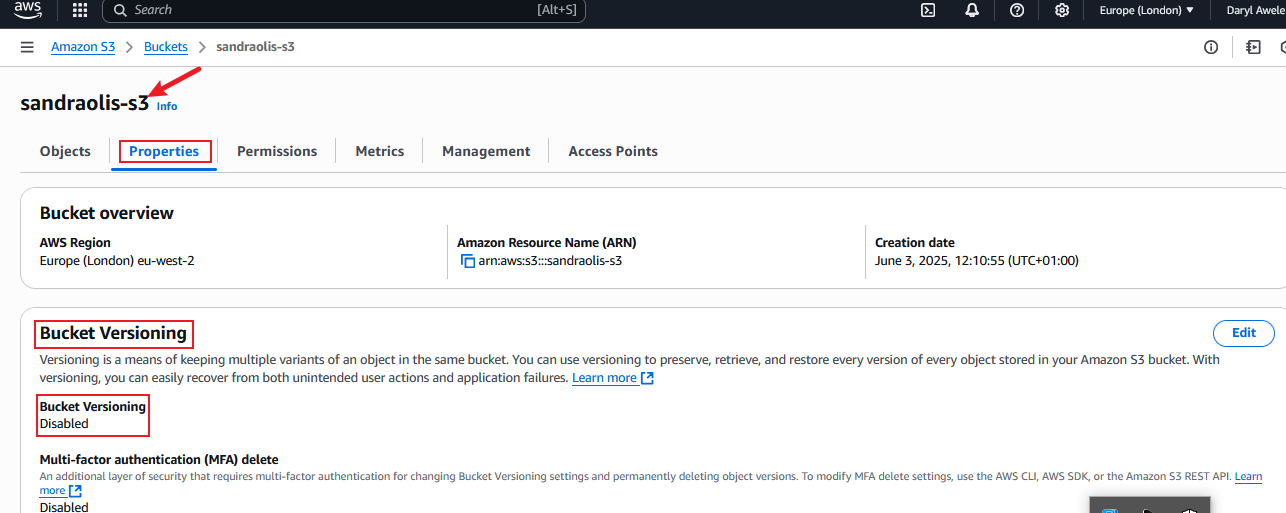 aws
Search [Alt+S] Europe (London) Daryl Awele
Amazon S3 > Buckets > sandraolis-s3
sandraolis-s3 Info
Objects Properties Permissions Metrics Management Access Points
Bucket overview
AWS Region Amazon Resource Name (ARN) Creation date
Europe (London) eu-west-2 arn:aws:s3:::sandraolis-s3 June 3, 2025, 12:10:55 (UTC+01:00)
Bucket Versioning Edit
Versioning is a means of keeping multiple variants of an object in the same bucket. You can use versioning to preserve, retrieve, and restore every version of every object stored in your Amazon S3 bucket. With
versioning, you can easily recover from both unintended user actions and application failures. Learn more
Bucket Versioning
Disabled
Multi-factor authentication (MFA) delete
An additional layer of security that requires multi-factor authentication for changing Bucket Versioning settings and permanently deleting object versions. To modify MFA delete settings, use the AWS CLI, AWS SDK, or the Amazon S3 REST API. Learn
more
Disabled